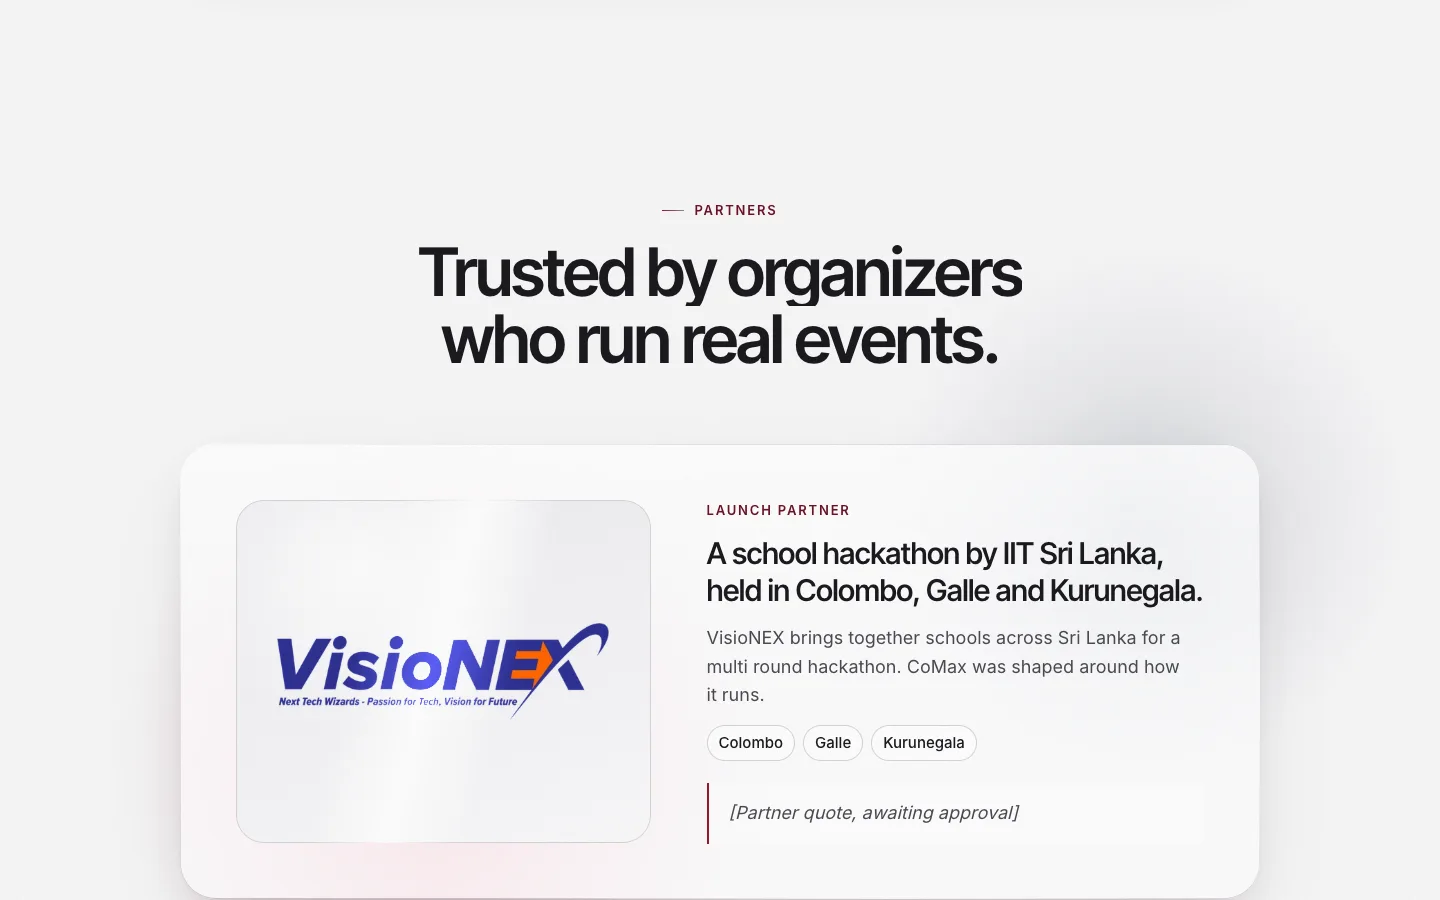 PARTNERS
Trusted by organizers
who run real events.
VisioNEX
Next Tech Wizards - Passion for Tech, Vision for Future
LAUNCH PARTNER
A school hackathon by IIT Sri Lanka,
held in Colombo, Galle and Kurunegala.
VisioNEX brings together schools across Sri Lanka for a
multi round hackathon. CoMax was shaped around how
it runs.
Colombo
Galle
Kurunegala
[Partner quote, awaiting approval]